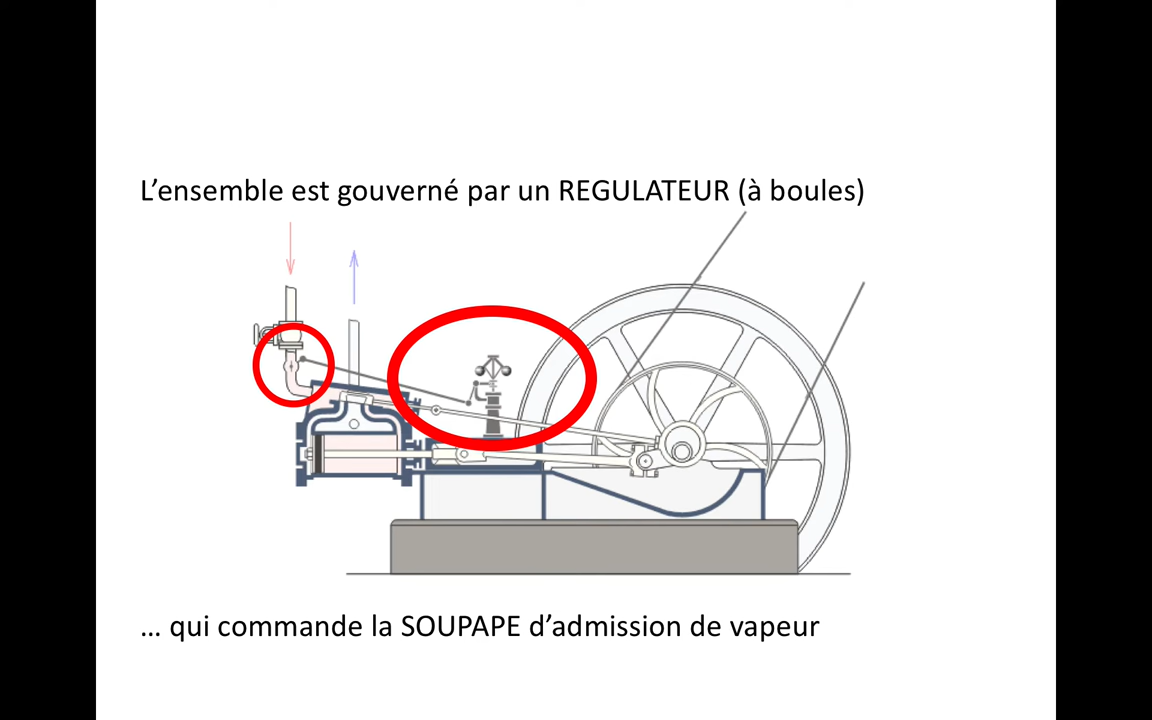 L’ensemble est gouverné par un REGULATEUR (à boules)
... qui commande la SOUPAPE d’admission de vapeur